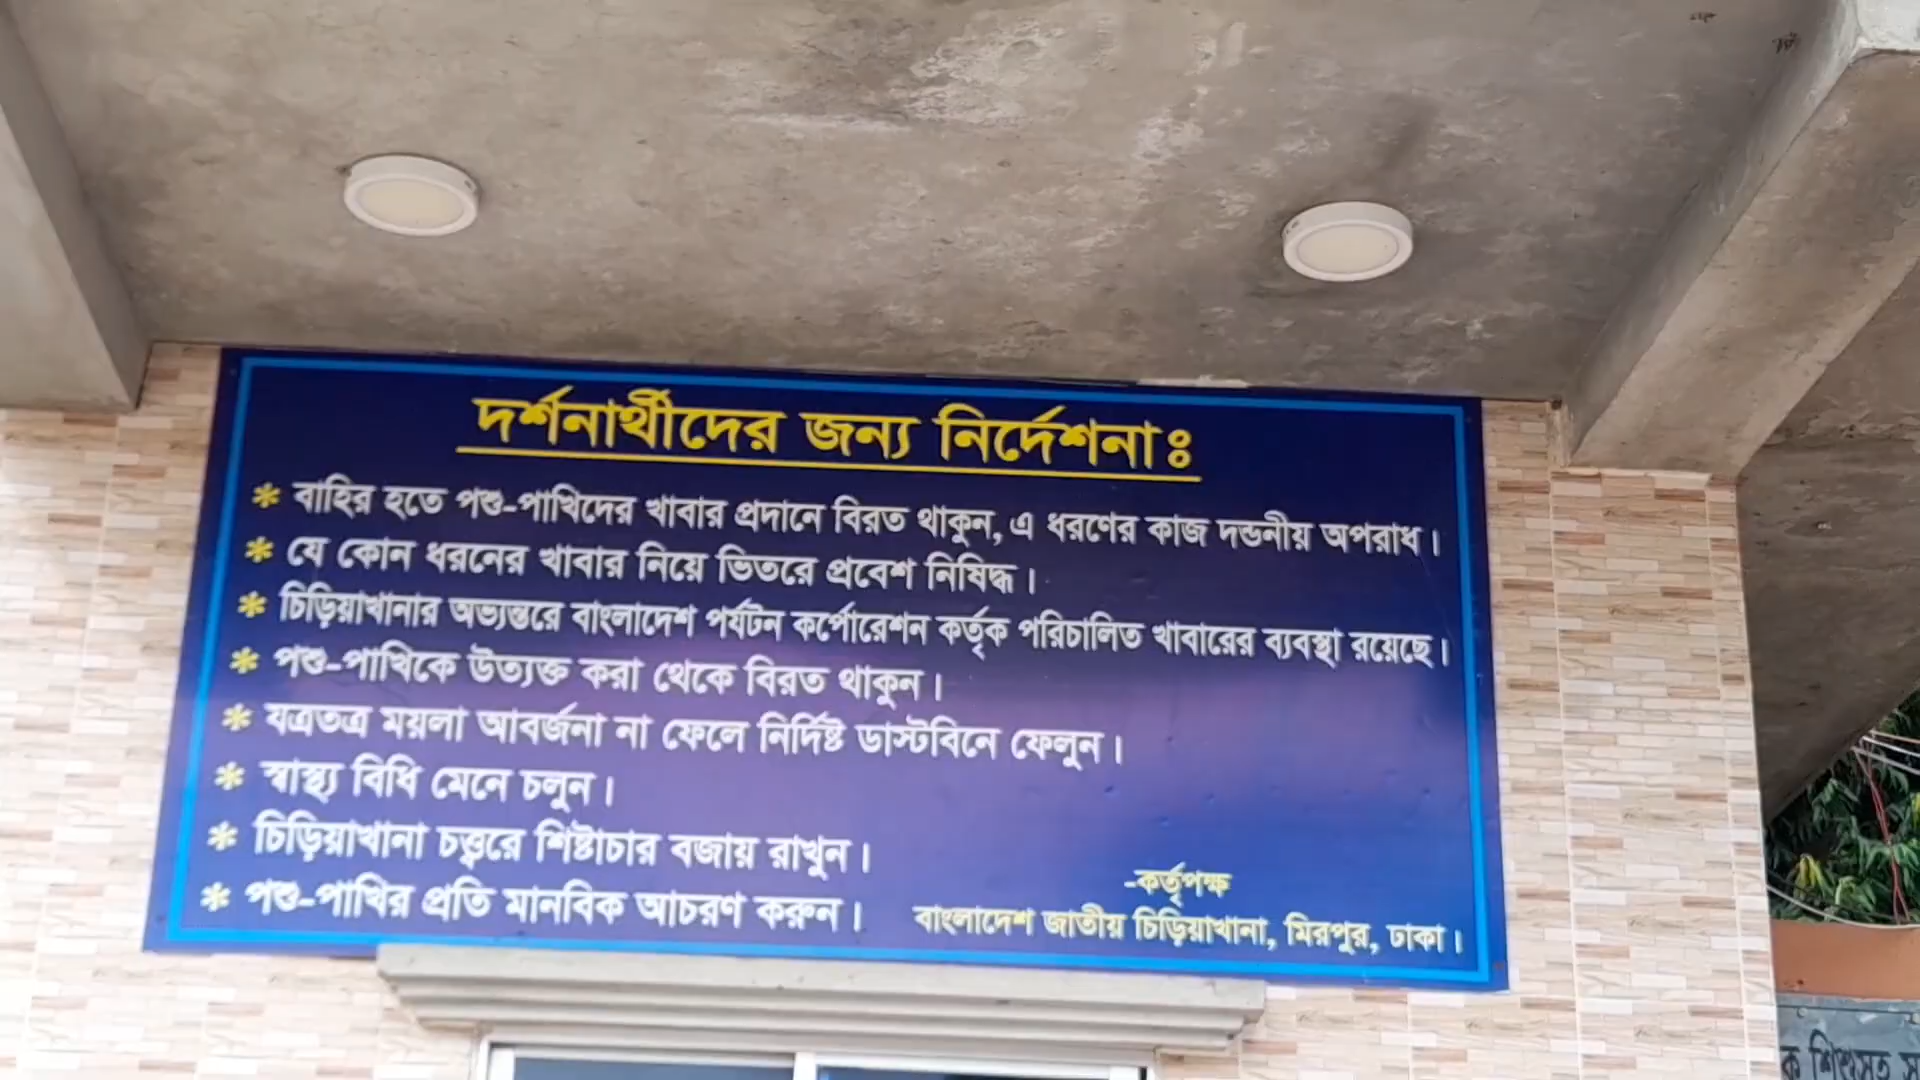 দর্শনার্থীদের জন্য নির্দেশনাঃ
* বাহির হতে পশু-পাখিদের খাবার প্রদানে বিরত থাকুন, এ ধরণের কাজ দন্ডনীয় অপরাধ।
* যে কোন ধরনের খাবার নিয়ে ভিতরে প্রবেশ নিষিদ্ধ।
* চিড়িয়াখানার অভ্যন্তরে বাংলাদেশ পর্যটন কর্পোরেশন কর্তৃক পরিচালিত খাবারের ব্যবস্থা রয়েছে।
* পশু-পাখিকে উত্যক্ত করা থেকে বিরত থাকুন।
* যত্রতত্র ময়লা আবর্জনা না ফেলে নির্দিষ্ট ডাস্টবিনে ফেলুন।
* স্বাস্থ্য বিধি মেনে চলুন।
* চিড়িয়াখানা চত্ত্বরে শিষ্টাচার বজায় রাখুন।
* পশু-পাখির প্রতি মানবিক আচরণ করুন।
-কর্তৃপক্ষ
বাংলাদেশ জাতীয় চিড়িয়াখানা, মিরপুর, ঢাকা।